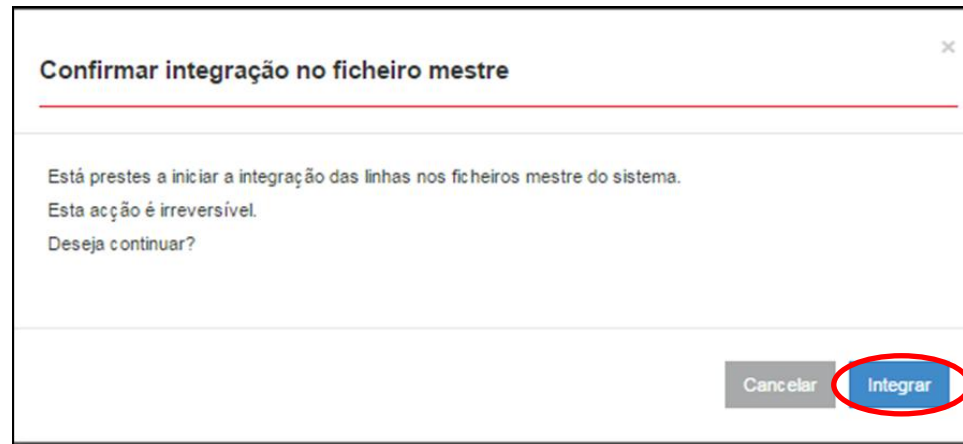 ×
Confirmar integração no ficheiro mestre
Está prestes a iniciar a integração das linhas nos ficheiros mestre do sistema.
Esta acção é irreversível.
Deseja continuar?
Cancelar
Integrar